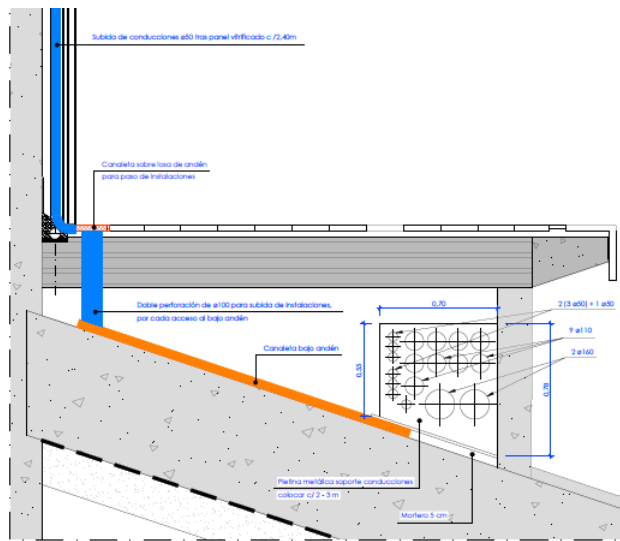 Subida de conducciones ø50 tras panel vitrificado c /2,40m
Canaleta sobre losa de andén
para paso de instalaciones
Doble perforación de ø100 para subida de instalaciones,
por cada acceso al bajo andén
0,70
2 (3 ø50) + 1 ø50
9 ø110
2 ø160
Canaleta bajo andén
0,55
0,78
Pletina metálica soporte conducciones
colocar c/ 2 - 3 m
Mortero 5 cm